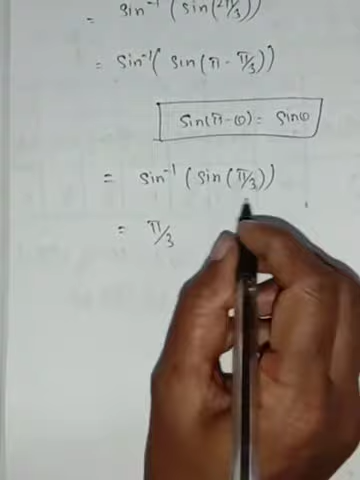 = sin⁻¹ (sin(2π/3))
= sin⁻¹( sin(π - π/3))
sin(π-θ) = sinθ
= sin⁻¹ (sin (π/3))
= π/3